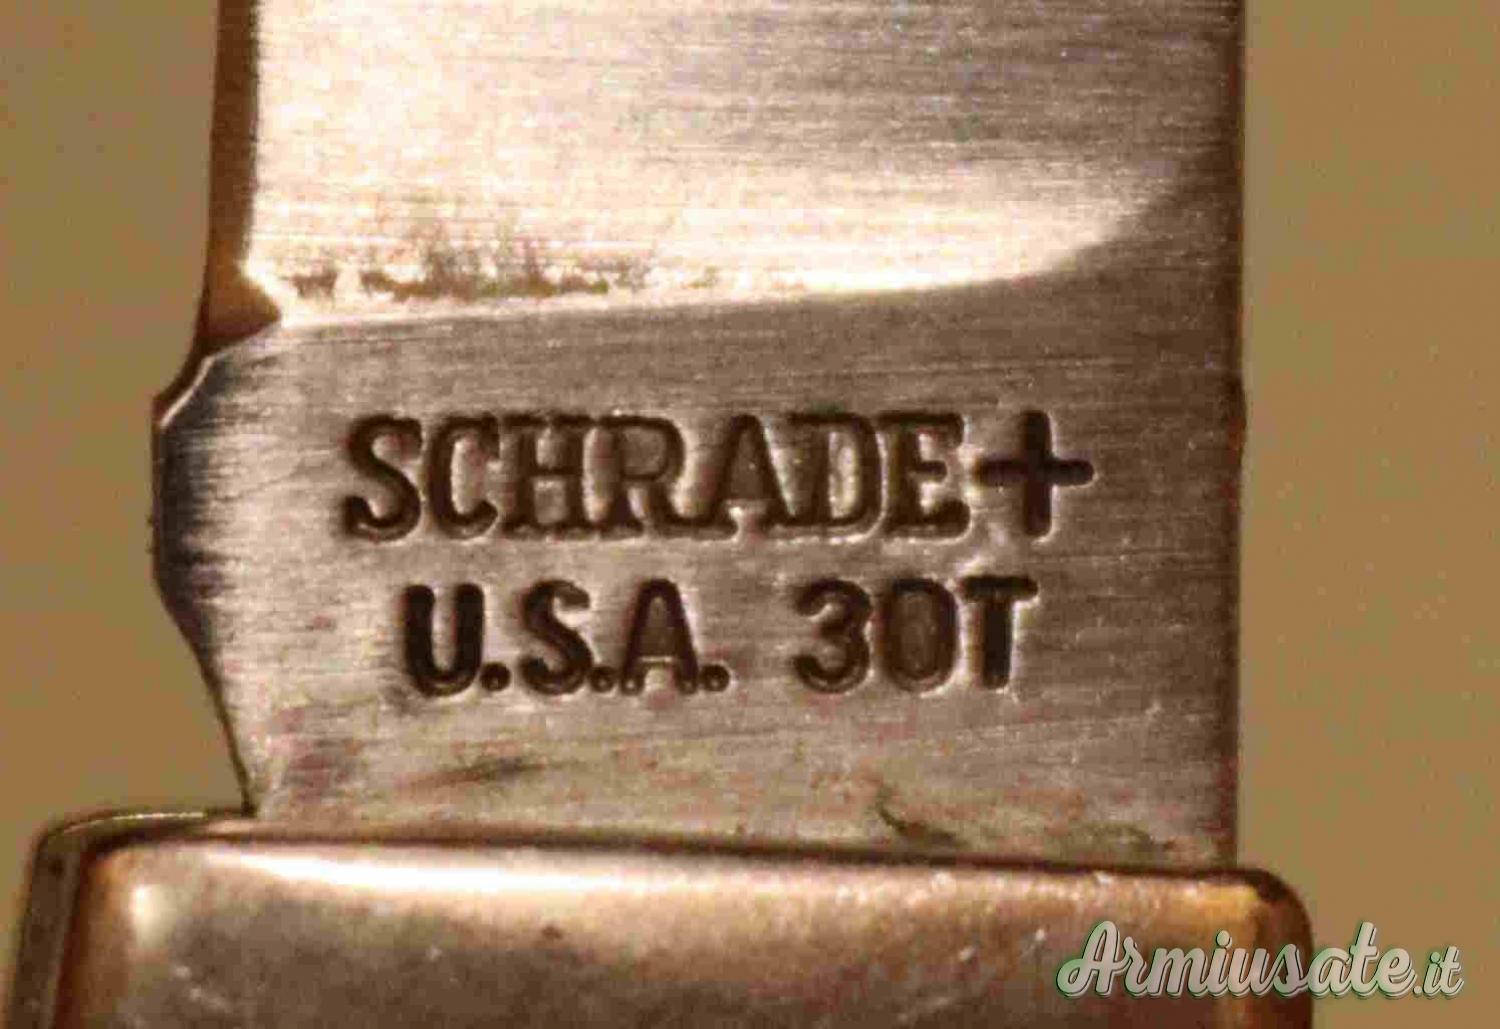 SCHRADE+
U.S.A. 30T
Armiusate.it